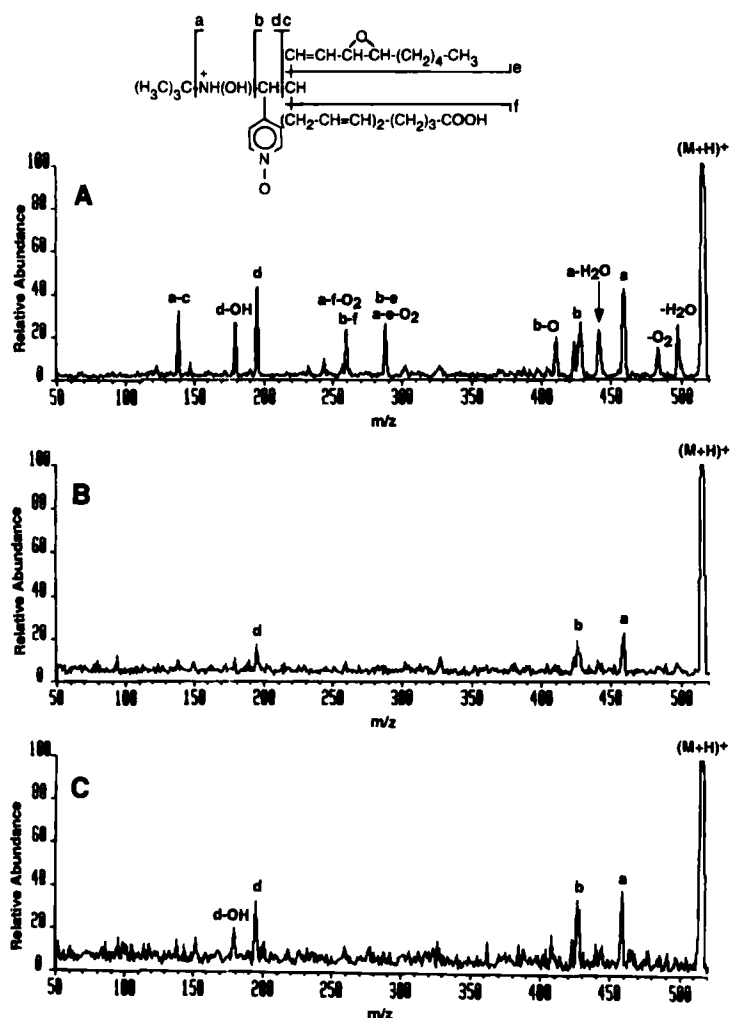 a b d c
O
CH=CH-CH CH-(CH2)4-CH3
e
+
(H3C)3C-NH(OH) CH CH
f
(CH2-CH=CH)2-(CH2)3-COOH
N
O
A
(M+H)+
a-c d-OH d a-f-O2 b-f b-e a-e-O2 b-O b a-H2O a -O2 -H2O
Relative Abundance
100
80
60
40
20
0
50 100 150 200 250 300 350 400 450 500
m/z
B
(M+H)+
d b a
Relative Abundance
100
80
60
40
20
0
50 100 150 200 250 300 350 400 450 500
m/z
C
(M+H)+
d-OH d b a
Relative Abundance
100
80
60
40
20
0
50 100 150 200 250 300 350 400 450 500
m/z